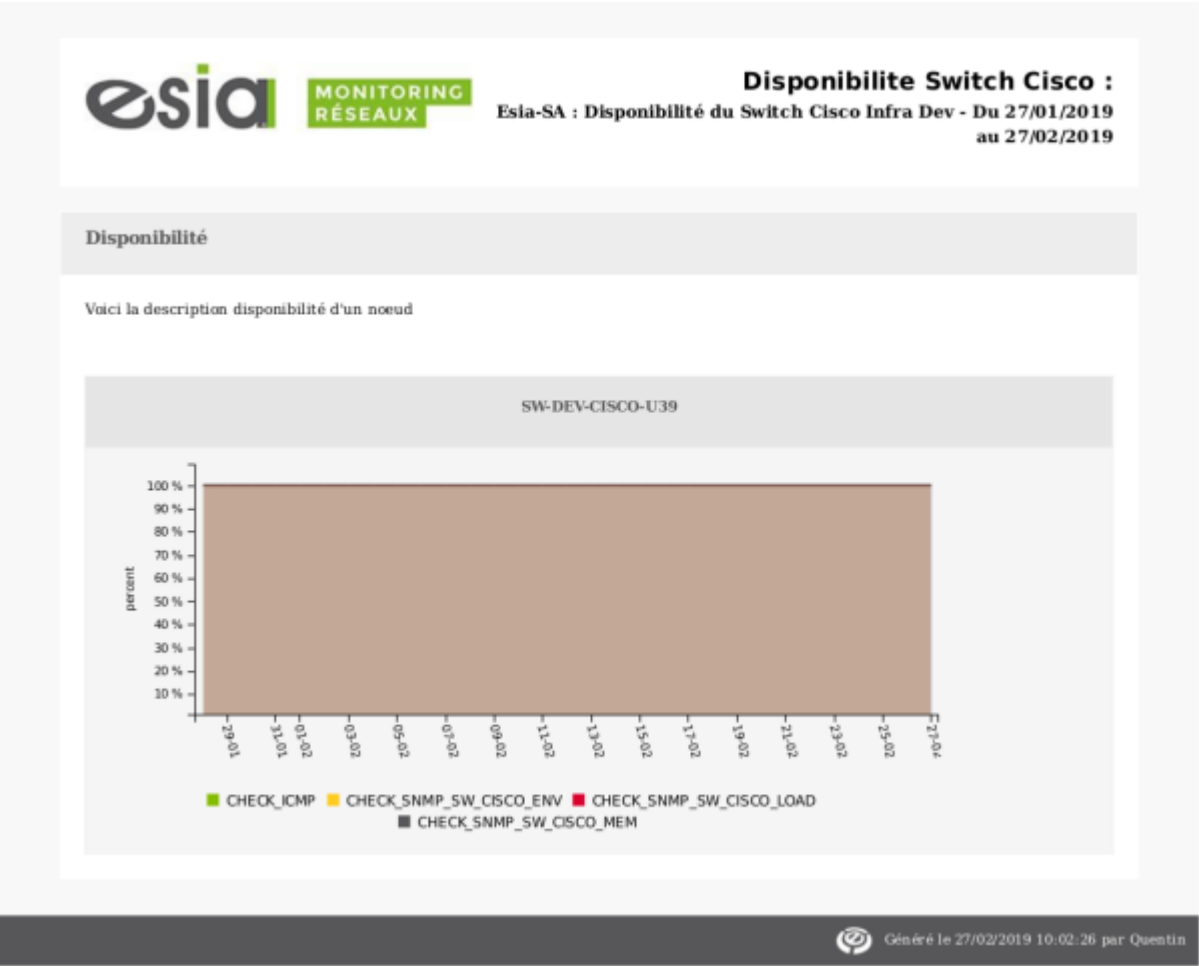 esia
MONITORING
RÉSEAUX
Disponibilite Switch Cisco :
Esia-SA : Disponibilité du Switch Cisco Infra Dev - Du 27/01/2019
au 27/02/2019
Disponibilité
Voici la description disponibilité d'un noeud
SW-DEV-CISCO-U39
percent
100 %
90 %
80 %
70 %
60 %
50 %
40 %
30 %
20 %
10 %
29-01 31-01 01-02 03-02 05-02 07-02 09-02 11-02 13-02 15-02 17-02 19-02 21-02 23-02 25-02 27-0
CHECK_ICMP CHECK_SNMP_SW_CISCO_ENV CHECK_SNMP_SW_CISCO_LOAD
CHECK_SNMP_SW_CISCO_MEM
Généré le 27/02/2019 10:02:26 par Quentin